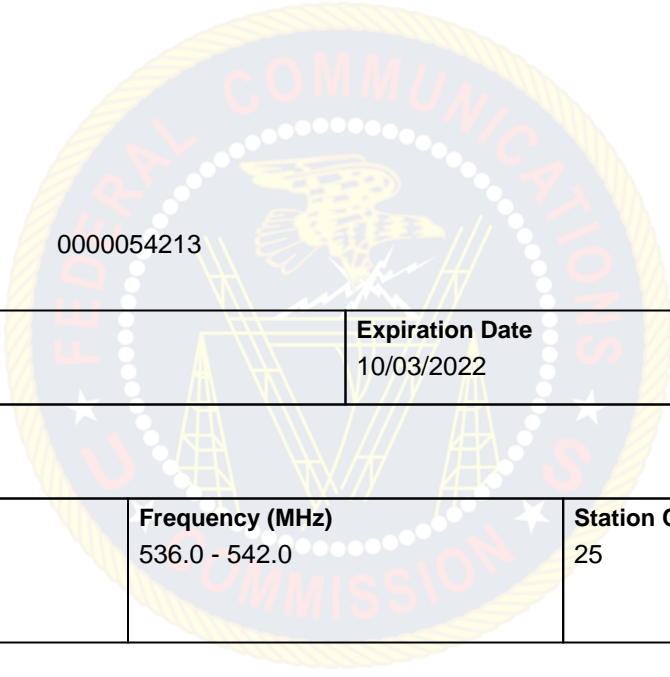 FEDERAL COMMUNICATIONS COMMISSION
U S
0000054213
Expiration Date
10/03/2022
Frequency (MHz)
536.0 - 542.0
Station
25